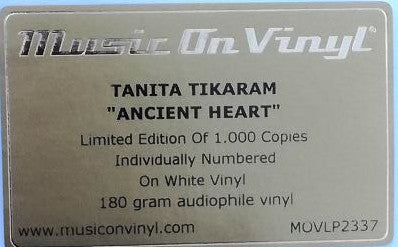 Music On Vinyl®
TANITA TIKARAM
"ANCIENT HEART"
Limited Edition Of 1.000 Copies
Individually Numbered
On White Vinyl
180 gram audiophile vinyl
www.musiconvinyl.com MOVLP2337